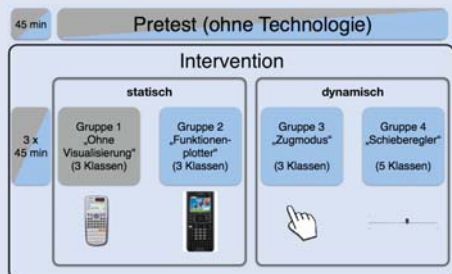 45 min
Pretest (ohne Technologie)
Intervention
statisch
dynamisch
3 x
45 min
Gruppe 1
„Ohne
Visualisierung“
(3 Klassen)
Gruppe 2
„Funktionen-
plotter“
(3 Klassen)
Gruppe 3
„Zugmodus“
(3 Klassen)
Gruppe 4
„Schieberegler“
(5 Klassen)